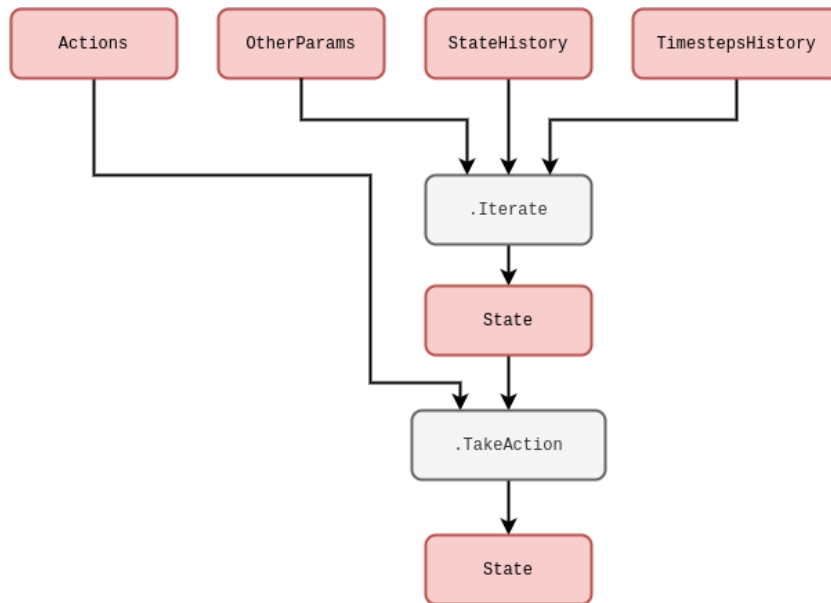 Actions
OtherParams
StateHistory
TimestepsHistory
.Iterate
State
.TakeAction
State